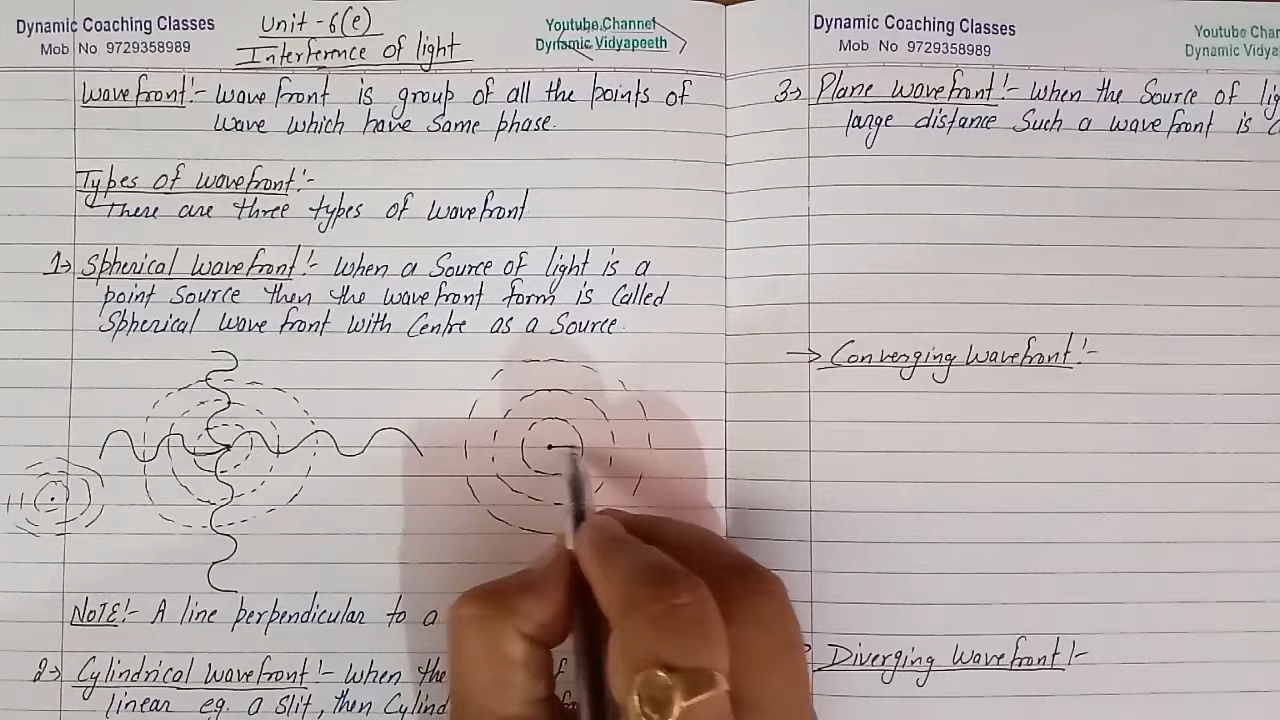 Dynamic Coaching Classes
Mob No 9729358989
Unit-6(e)
Interference of light
Youtube Channel
Dynamic Vidyapeeth
Wavefront:- Wave front is group of all the points of
wave which have same phase.
Types of wavefront:-
There are three types of wavefront
1→ Spherical wavefront:- When a Source of light is a
point source then the wavefront form is called
Spherical wave front with Centre as a Source.
NOTE:- A line perpendicular to a
2→ Cylindrical wavefront:- When the
linear eg. a slit, then
Dynamic Coaching Classes
Mob No 9729358989
Youtube
Dynamic
3→ Plane wavefront:- When the Source of
large distance Such a wavefront is
→ Converging Wavefront:-
Diverging Wavefront:-